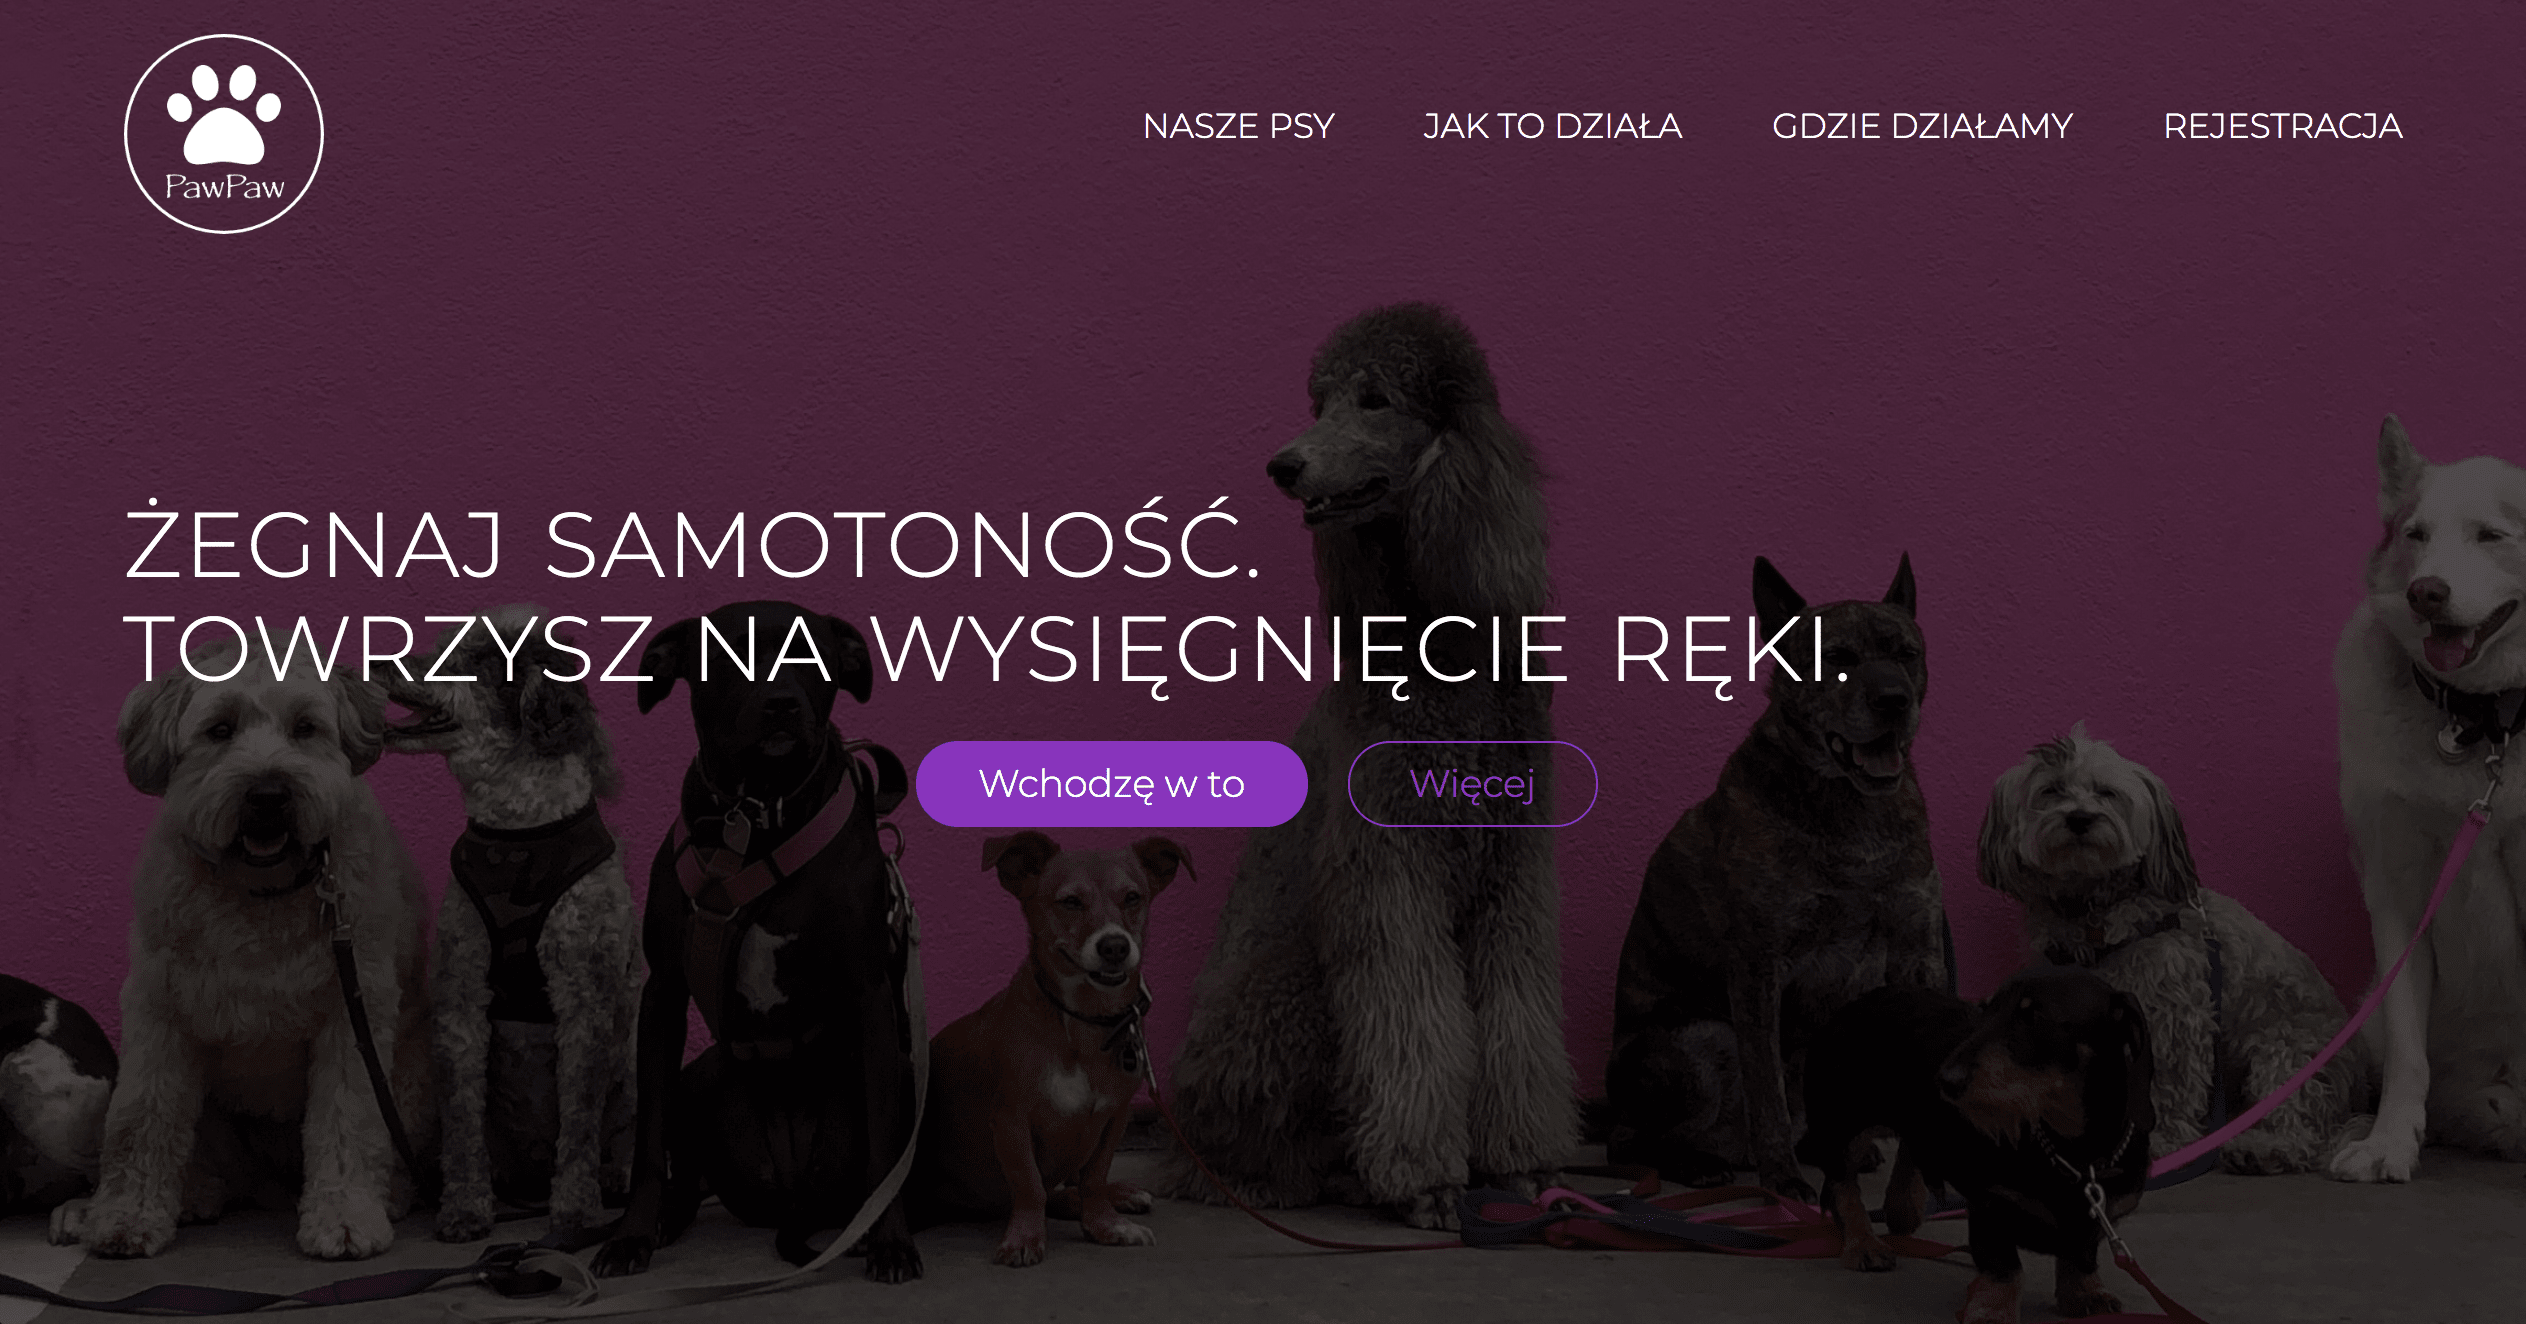 PawPaw
NASZE PSY
JAK TO DZIAŁA
GDZIE DZIAŁAMY
REJESTRACJA
ŻEGNAJ SAMOTONOŚĆ.
TOWRZYSZ NA WYSIĘGNIĘCIE RĘKI.
Wchodzę w to
Więcej